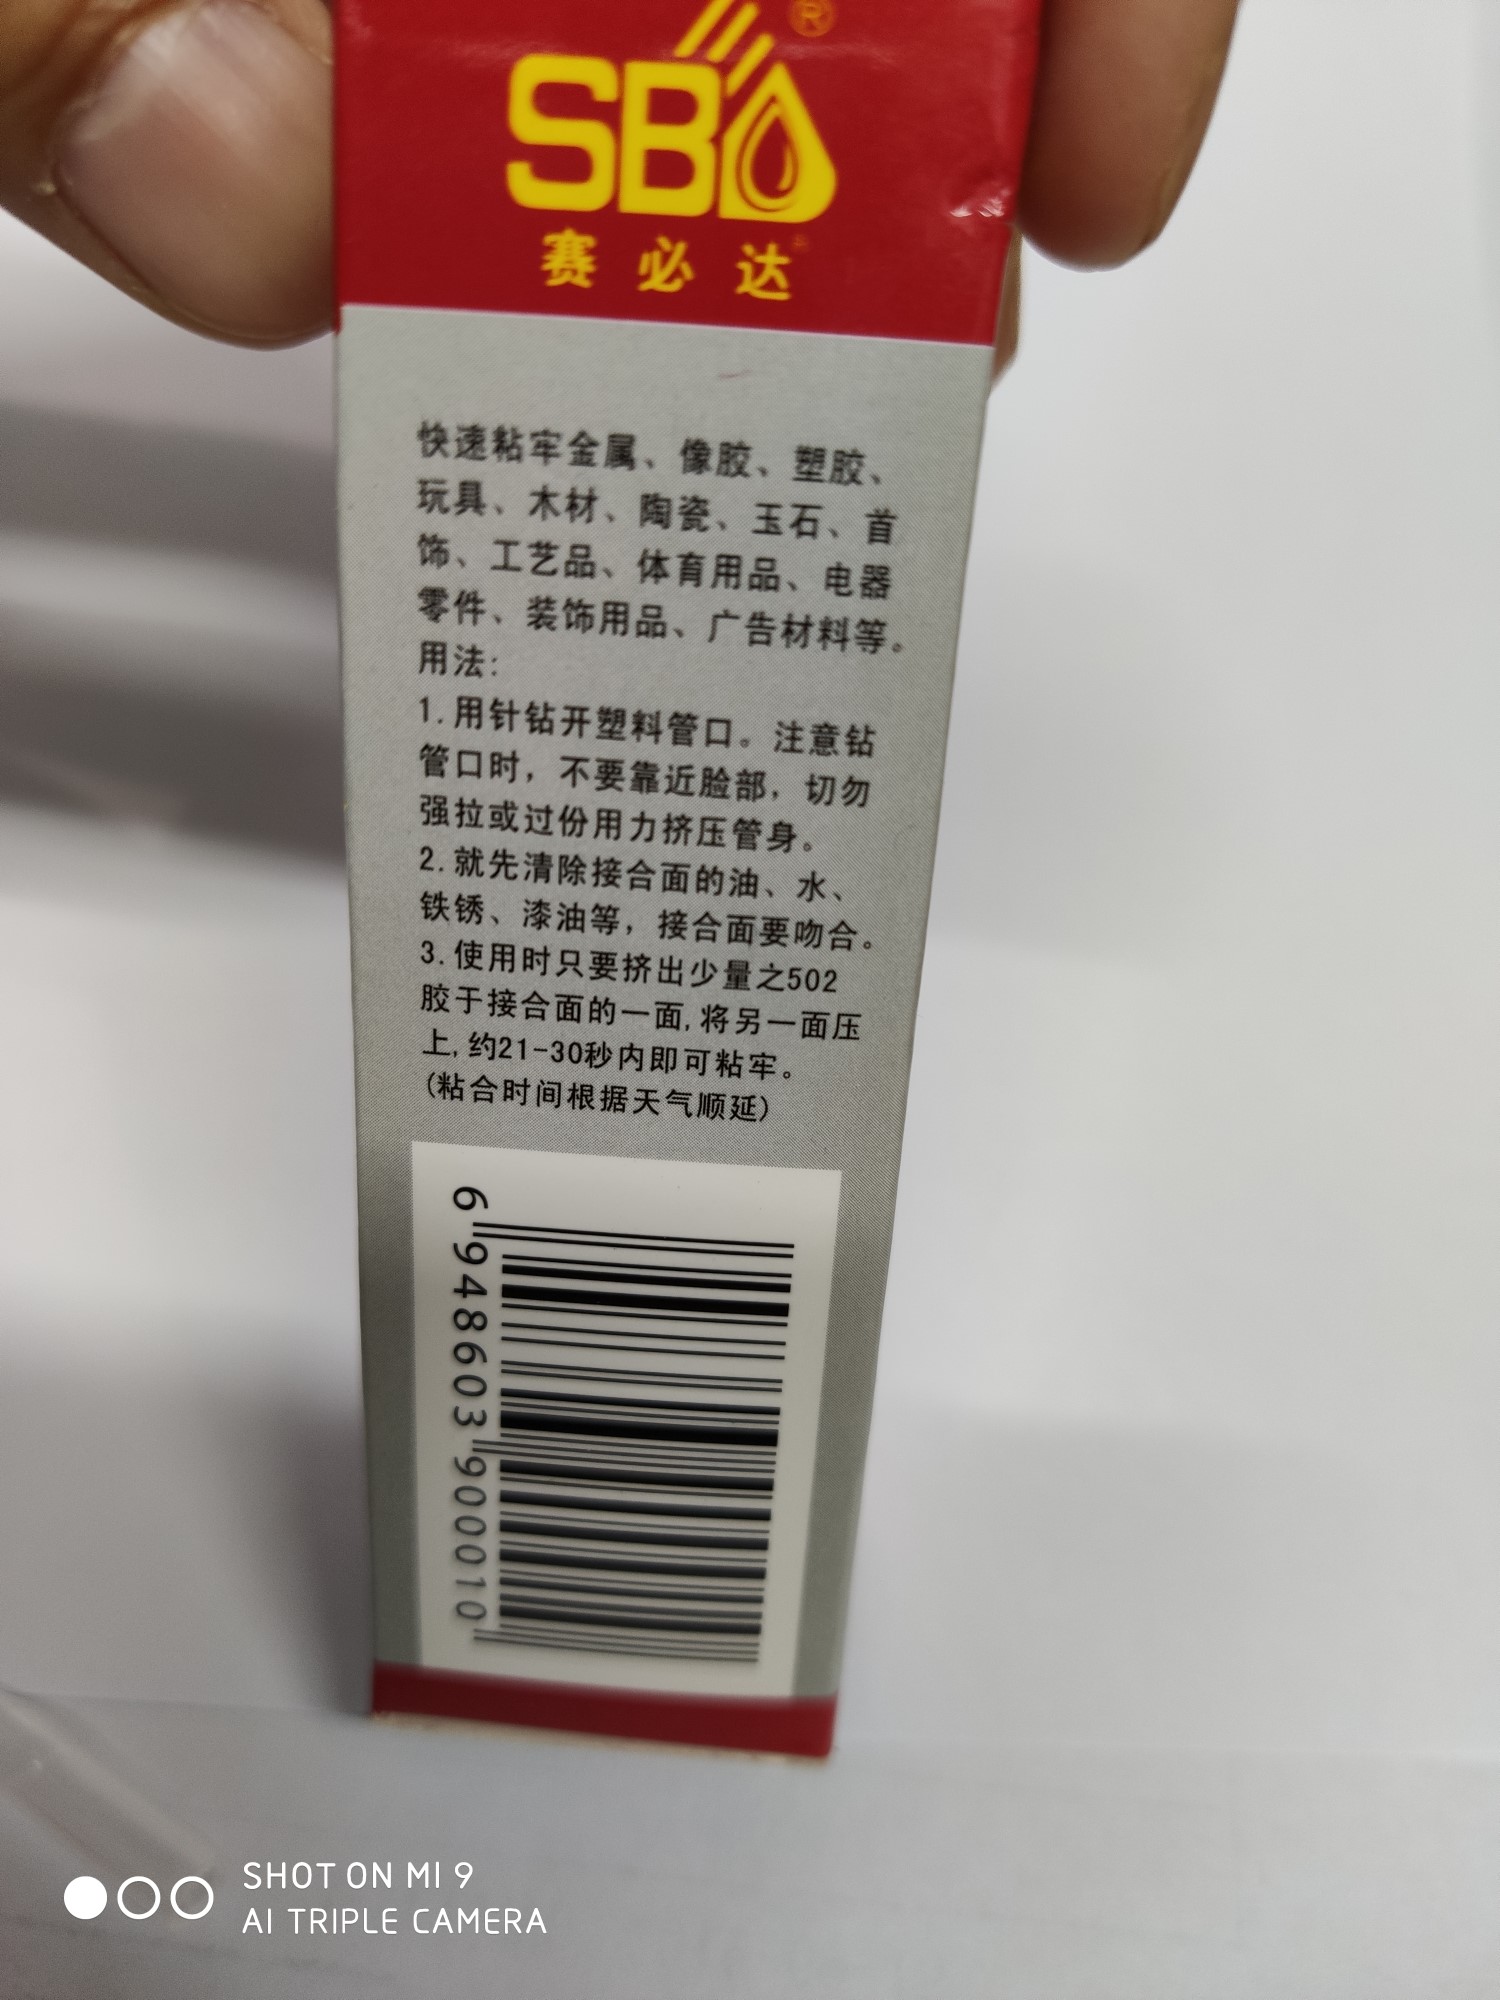 ®
SBD
赛必达
快速粘牢金属、像胶、塑胶、
玩具、木材、陶瓷、玉石、首
饰、工艺品、体育用品、电器
零件、装饰用品、广告材料等。
用法:
1.用针钻开塑料管口。注意钻
管口时，不要靠近脸部，切勿
强拉或过份用力挤压管身。
2.就先清除接合面的油、水、
铁锈、漆油等，接合面要吻合。
3.使用时只要挤出少量之502
胶于接合面的一面,将另一面压
上,约21-30秒内即可粘牢。
(粘合时间根据天气顺延)
6 948603 900010
SHOT ON MI 9
AI TRIPLE CAMERA